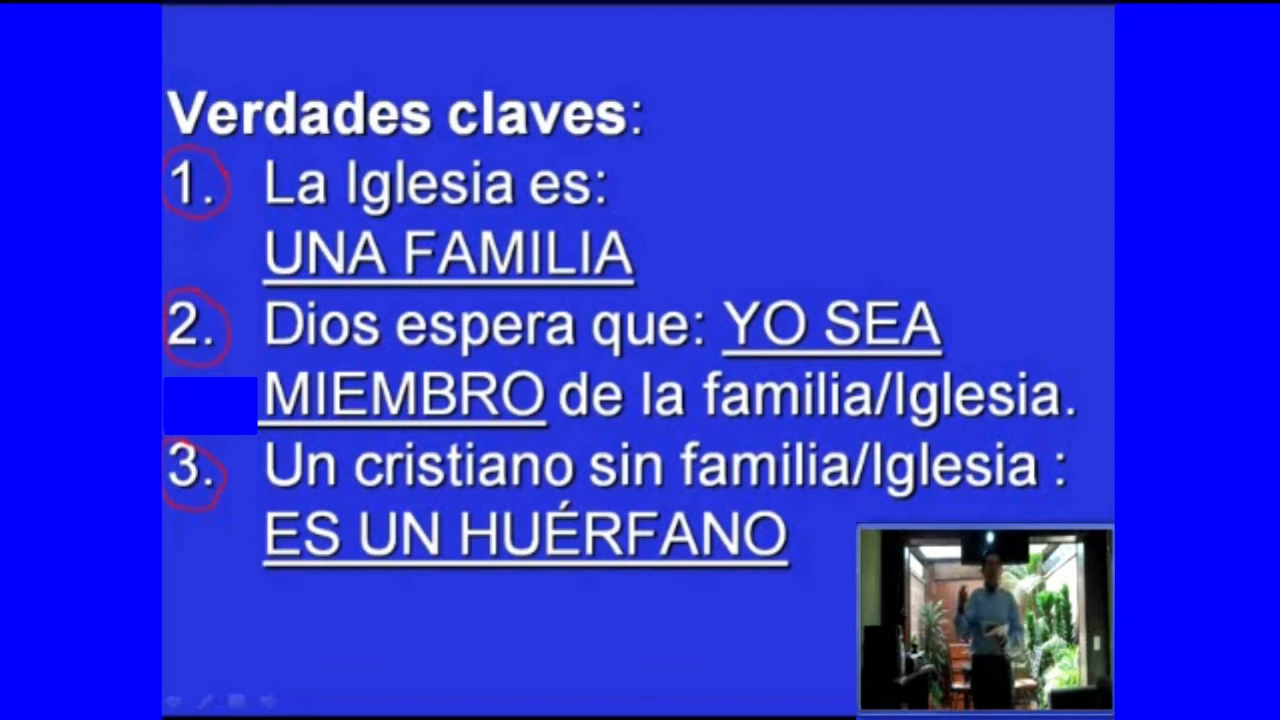 Verdades claves:
1. La Iglesia es:
UNA FAMILIA
2. Dios espera que: YO SEA
MIEMBRO de la familia/Iglesia.
3. Un cristiano sin familia/Iglesia :
ES UN HUÉRFANO